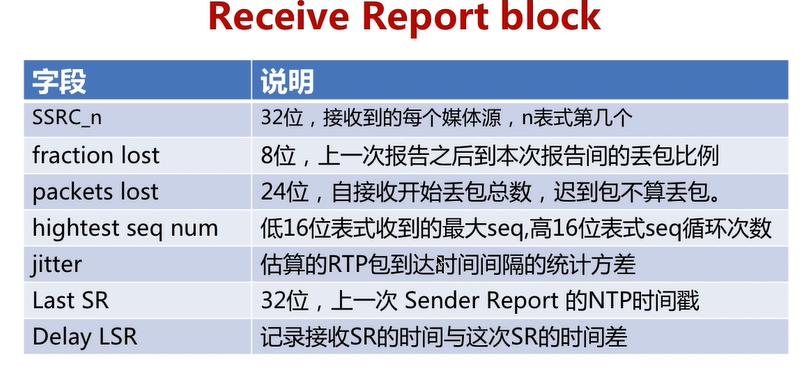 Receive Report block
字段 说明
SSRC_n 32位，接收到的每个媒体源，n表式第几个
fraction lost 8位，上一次报告之后到本次报告间的丢包比例
packets lost 24位，自接收开始丢包总数，迟到包不算丢包。
hightest seq num 低16位表式收到的最大seq,高16位表式seq循环次数
jitter 估算的RTP包到达时间间隔的统计方差
Last SR 32位，上一次 Sender Report 的NTP时间戳
Delay LSR 记录接收SR的时间与这次SR的时间差